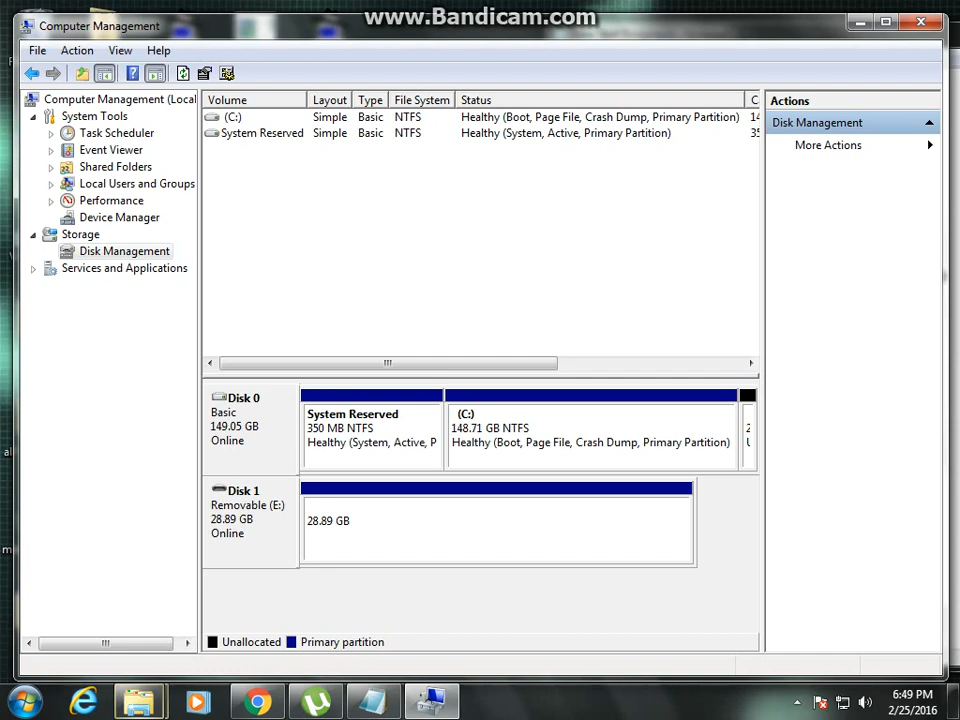 www.Bandicam.com
Computer Management
File Action View Help
Computer Management (Local
System Tools
Task Scheduler
Event Viewer
Shared Folders
Local Users and Groups
Performance
Device Manager
Storage
Disk Management
Services and Applications
Volume Layout Type File System Status C
(C:) Simple Basic NTFS Healthy (Boot, Page File, Crash Dump, Primary Partition) 14
System Reserved Simple Basic NTFS Healthy (System, Active, Primary Partition) 35
Actions
Disk Management
More Actions
Disk 0
Basic
149.05 GB
Online
System Reserved
350 MB NTFS
Healthy (System, Active, P
(C:)
148.71 GB NTFS
Healthy (Boot, Page File, Crash Dump, Primary Partition)
2
U
Disk 1
Removable (E:)
28.89 GB
Online
28.89 GB
Unallocated Primary partition
6:49 PM
2/25/2016